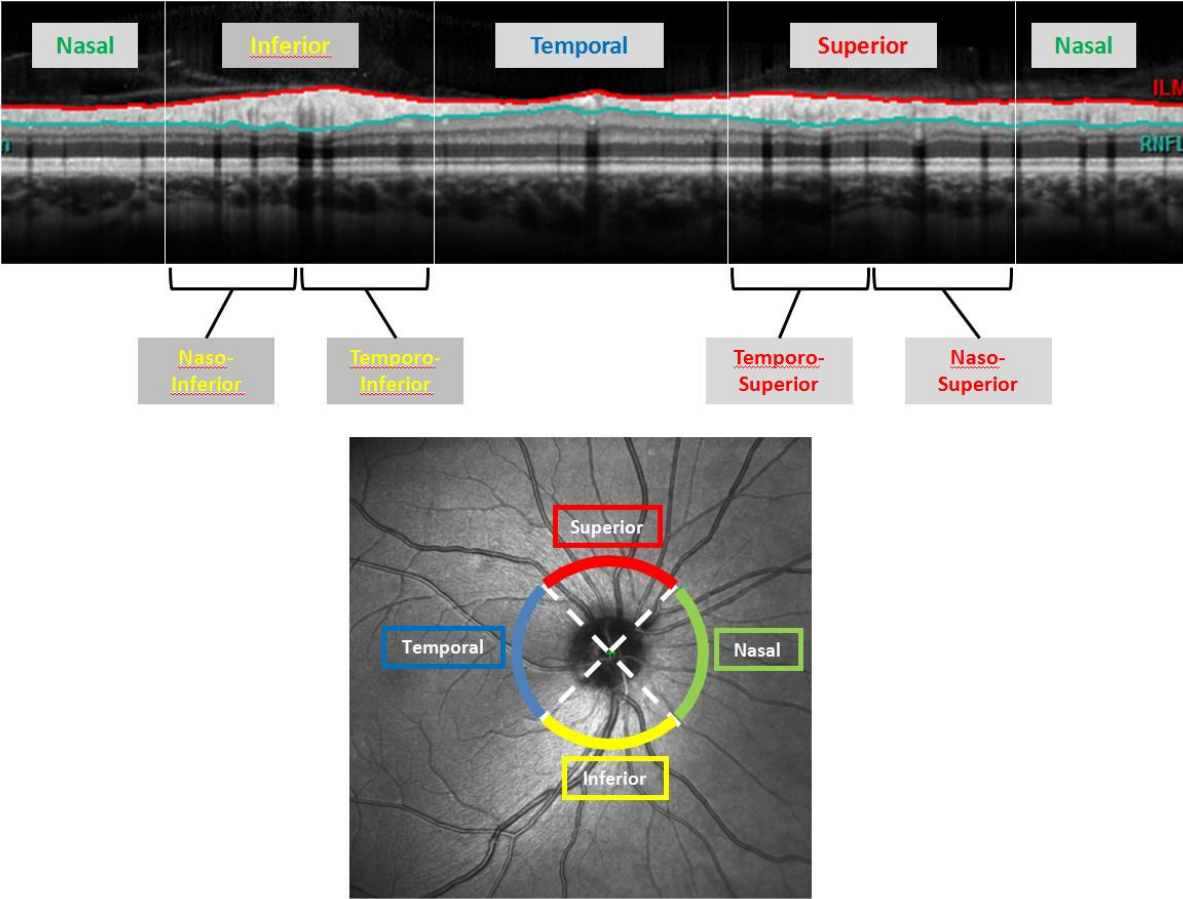 Nasal
Inferior
Temporal
Superior
Nasal
ILM
n
RNFL
Naso-
Inferior
Temporo-
Inferior
Temporo-
Superior
Naso-
Superior
Superior
Temporal
Nasal
Inferior